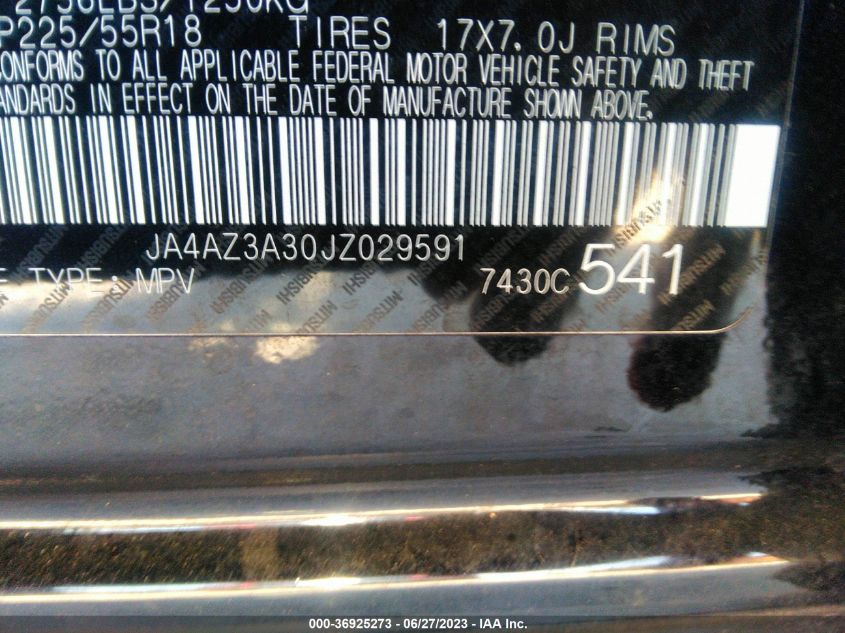 P225/55R18 TIRES 17X7.0J RIMS
CONFORMS TO ALL APPLICABLE FEDERAL MOTOR VEHICLE SAFETY AND THEFT
ANDARDS IN EFFECT ON THE DATE OF MANUFACTURE SHOWN ABOVE.
JA4AZ3A30JZ029591
E TYPE: MPV 7430C 541
MITSUBISHI
000-36925273 - 06/27/2023 - IAA Inc.